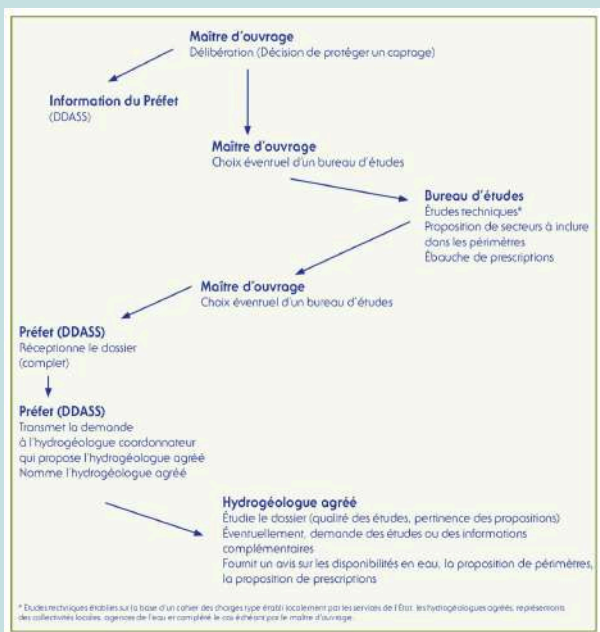 Maître d'ouvrage
Délibération (Décision de protéger un captage)
Information du Préfet
(DDASS)
Maître d'ouvrage
Choix éventuel d'un bureau d'études
Bureau d'études
Études techniques*
Proposition de secteurs à inclure
dans les périmètres
Ébauche de prescriptions
Maître d'ouvrage
Choix éventuel d'un bureau d'études
Préfet (DDASS)
Réceptionne le dossier
(complet)
Préfet (DDASS)
Transmet la demande
à l'hydrogéologue coordonnateur
qui propose l'hydrogéologue agréé
Nomme l'hydrogéologue agréé
Hydrogéologue agréé
Étudie le dossier (qualité des études, pertinence des propositions)
Éventuellement, demande des études ou des informations
complémentaires
Fournit un avis sur les disponibilités en eau, la proposition de périmètres,
la proposition de prescriptions
* Études techniques établies sur la base d'un cahier des charges type établi localement par les services de l'État, les hydrogéologues agréés, représentants
des collectivités locales, agences de l'eau et complété le cas échéant par le maître d'ouvrage.